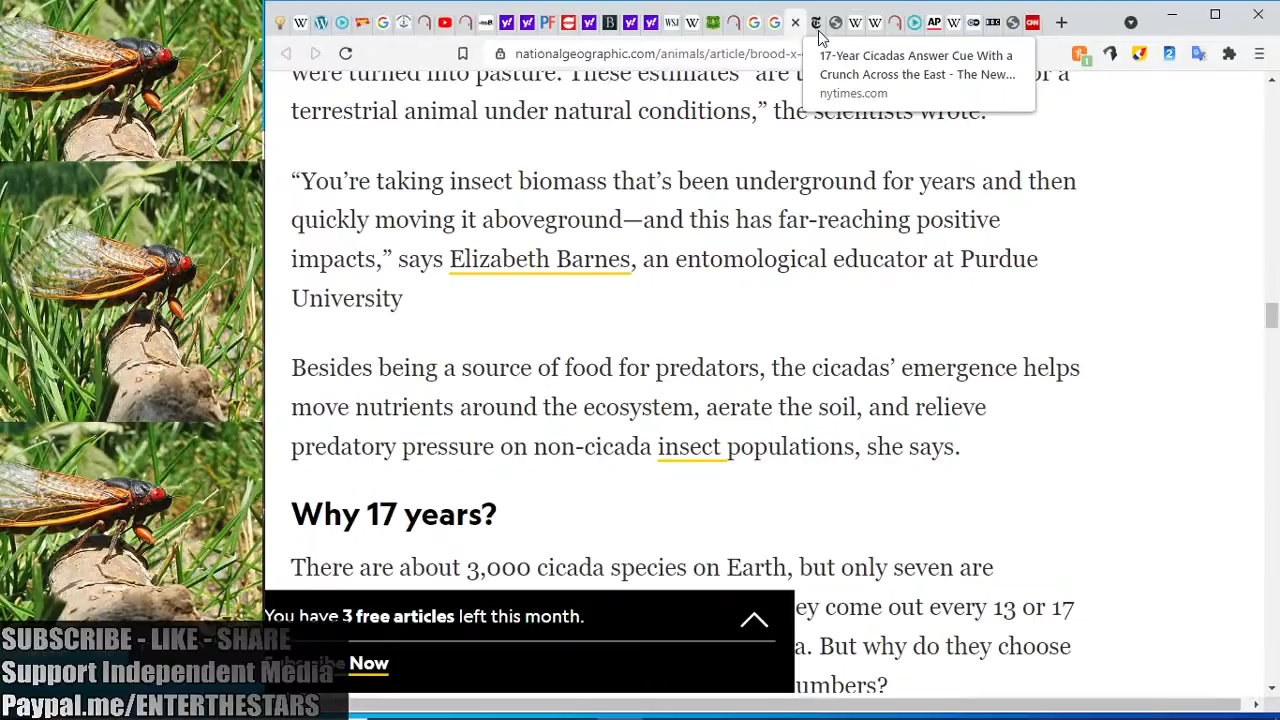 nationalgeographic.com/animals/article/brood-x-c
17-Year Cicadas Answer Cue With a
Crunch Across the East - The New...
nytimes.com
were turned into pasture. These estimates "are
or a
terrestrial animal under natural conditions,” the scientists wrote.
“You’re taking insect biomass that’s been underground for years and then
quickly moving it aboveground—and this has far-reaching positive
impacts,” says Elizabeth Barnes, an entomological educator at Purdue
University
Besides being a source of food for predators, the cicadas’ emergence helps
move nutrients around the ecosystem, aerate the soil, and relieve
predatory pressure on non-cicada insect populations, she says.
Why 17 years?
There are about 3,000 cicada species on Earth, but only seven are
ey come out every 13 or 17
a. But why do they choose
umbers?
You have 3 free articles left this month.
Subscribe Now
SUBSCRIBE - LIKE - SHARE
Support Independent Media
Paypal.me/ENTERTHESTARS